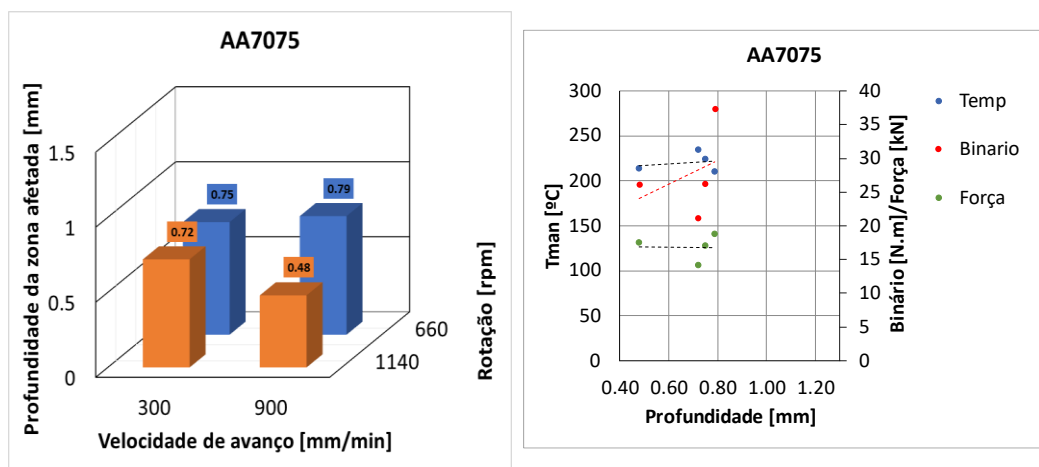 AA7075
Profundidade da zona afetada [mm]
1.5
1
0.5
0
0.75
0.79
0.72
0.48
660
1140
Rotação [rpm]
300
900
Velocidade de avanço [mm/min]
AA7075
Tman [ºC]
300
250
200
150
100
50
0
40
35
30
25
20
15
10
5
0
Binário [N.m]/Força [kN]
0.40 0.60 0.80 1.00 1.20
Profundidade [mm]
Temp
Binario
Força